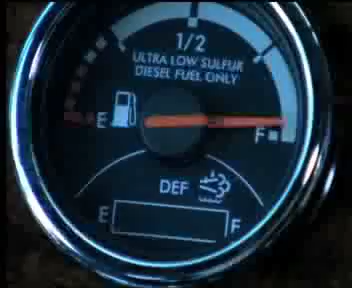 1/2
ULTRA LOW SULFUR
DIESEL FUEL ONLY
E F
DEF
E F